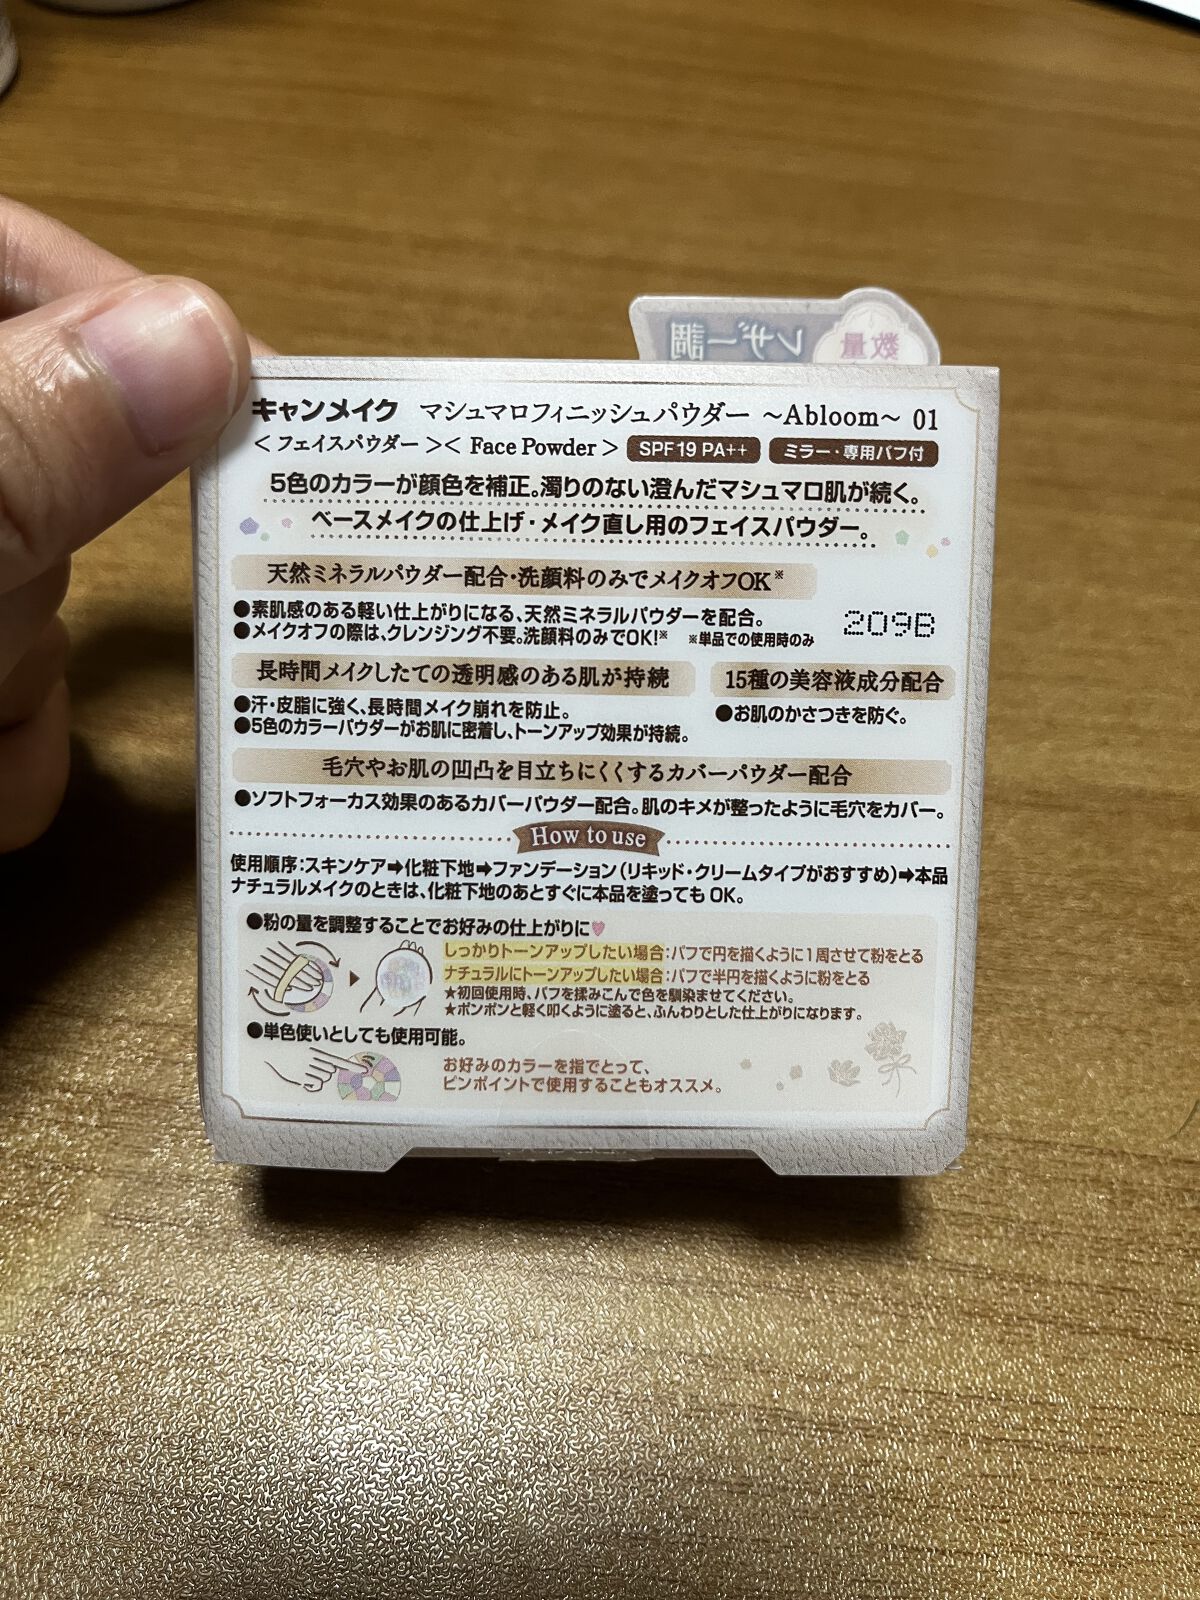 レザー調
数量
キャンメイク マシュマロフィニッシュパウダー ～Abloom～ 01
＜フェイスパウダー＞＜Face Powder＞ SPF19 PA++ ミラー・専用パフ付
5色のカラーが顔色を補正。濁りのない澄んだマシュマロ肌が続く。
ベースメイクの仕上げ・メイク直し用のフェイスパウダー。
天然ミネラルパウダー配合・洗顔料のみでメイクオフOK※
●素肌感のある軽い仕上がりになる、天然ミネラルパウダーを配合。
●メイクオフの際は、クレンジング不要。洗顔料のみでOK!※ ※単品での使用時のみ
209B
長時間メイクしたての透明感のある肌が持続
●汗・皮脂に強く、長時間メイク崩れを防止。
●5色のカラーパウダーがお肌に密着し、トーンアップ効果が持続。
15種の美容液成分配合
●お肌のかさつきを防ぐ。
毛穴やお肌の凹凸を目立ちにくくするカバーパウダー配合
●ソフトフォーカス効果のあるカバーパウダー配合。肌のキメが整ったように毛穴をカバー。
How to use
使用順序：スキンケア➡化粧下地➡ファンデーション（リキッド・クリームタイプがおすすめ）➡本品
ナチュラルメイクのときは、化粧下地のあとすぐに本品を塗っても OK。
●粉の量を調整することでお好みの仕上がりに♥
しっかりトーンアップしたい場合：パフで円を描くように1周させて粉をとる
ナチュラルにトーンアップしたい場合：パフで半円を描くように粉をとる
★初回使用時、パフを揉みこんで色を馴染ませてください。
★ポンポンと軽く叩くように塗ると、ふんわりとした仕上がりになります。
●単色使いとしても使用可能。
お好みのカラーを指でとって、
ピンポイントで使用することもオススメ。